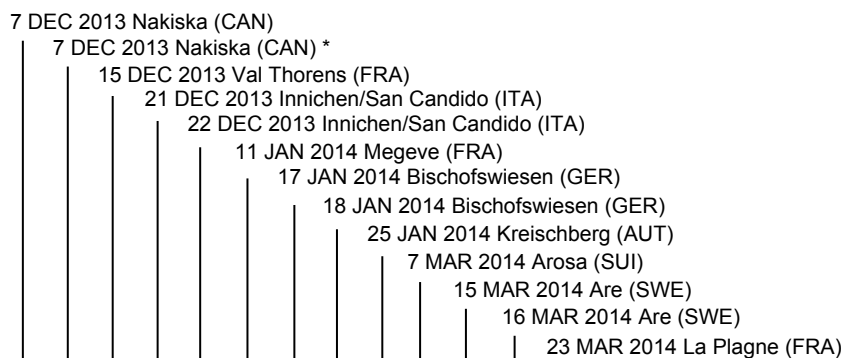 7 DEC 2013 Nakiska (CAN)
7 DEC 2013 Nakiska (CAN) *
15 DEC 2013 Val Thorens (FRA)
21 DEC 2013 Innichen/San Candido (ITA)
22 DEC 2013 Innichen/San Candido (ITA)
11 JAN 2014 Megeve (FRA)
17 JAN 2014 Bischofswiesen (GER)
18 JAN 2014 Bischofswiesen (GER)
25 JAN 2014 Kreischberg (AUT)
7 MAR 2014 Arosa (SUI)
15 MAR 2014 Are (SWE)
16 MAR 2014 Are (SWE)
23 MAR 2014 La Plagne (FRA)